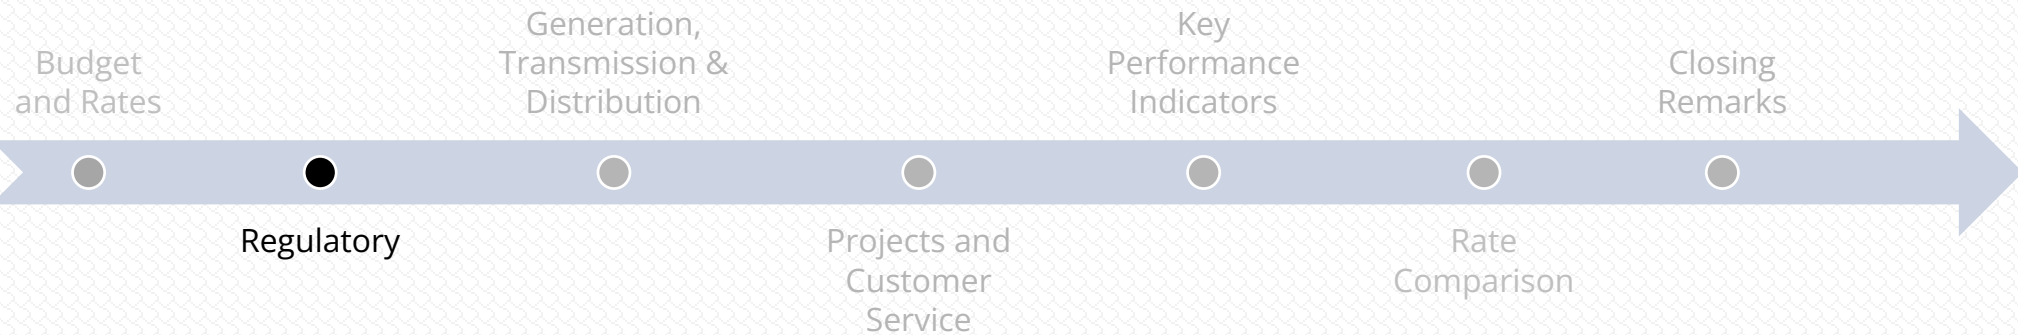 Budget
and Rates
Regulatory
Generation,
Transmission &
Distribution
Projects and
Customer
Service
Key
Performance
Indicators
Rate
Comparison
Closing
Remarks